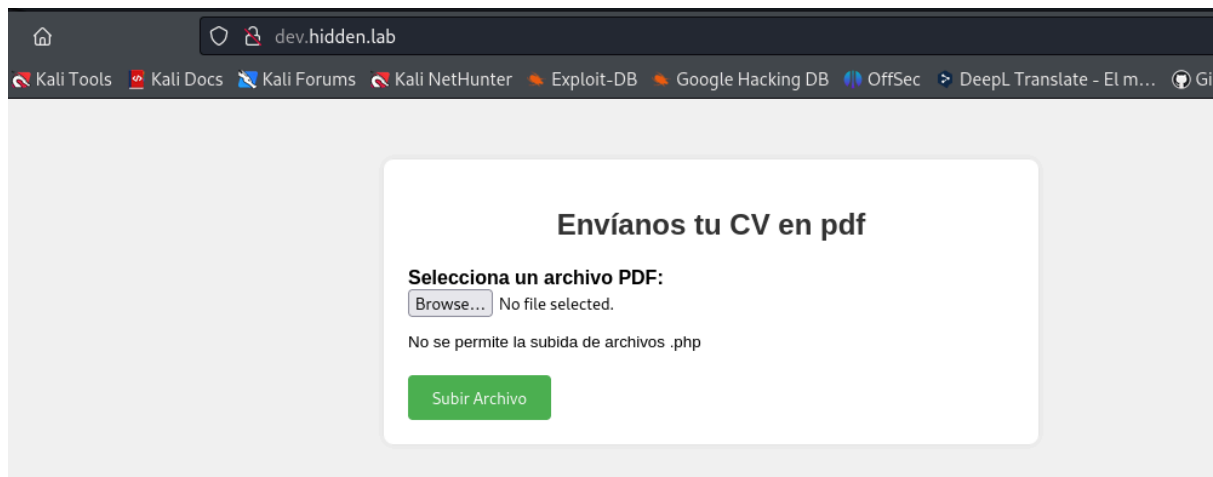 dev.hidden.lab
Kali Tools Kali Docs Kali Forums Kali NetHunter Exploit-DB Google Hacking DB OffSec DeepL Translate - El m… Gi
Envíanos tu CV en pdf
Selecciona un archivo PDF:
Browse… No file selected.
No se permite la subida de archivos .php
Subir Archivo